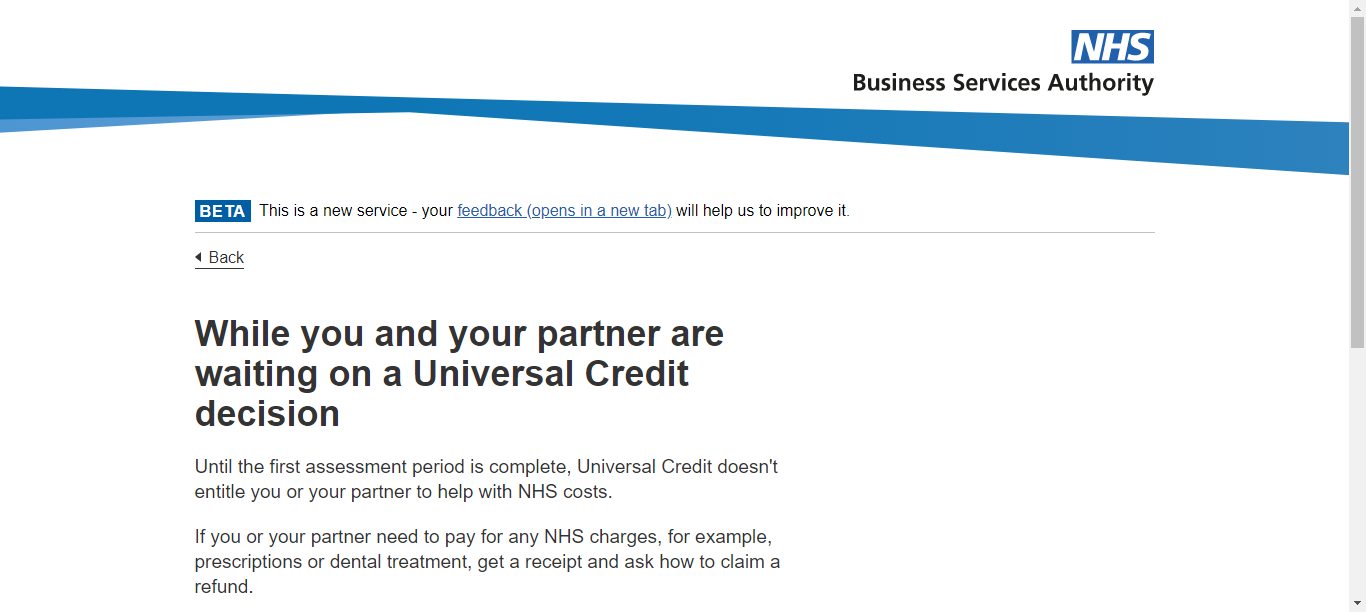 NHS
Business Services Authority
BETA This is a new service - your feedback (opens in a new tab) will help us to improve it.
Back
While you and your partner are
waiting on a Universal Credit
decision
Until the first assessment period is complete, Universal Credit doesn't
entitle you or your partner to help with NHS costs.
If you or your partner need to pay for any NHS charges, for example,
prescriptions or dental treatment, get a receipt and ask how to claim a
refund.